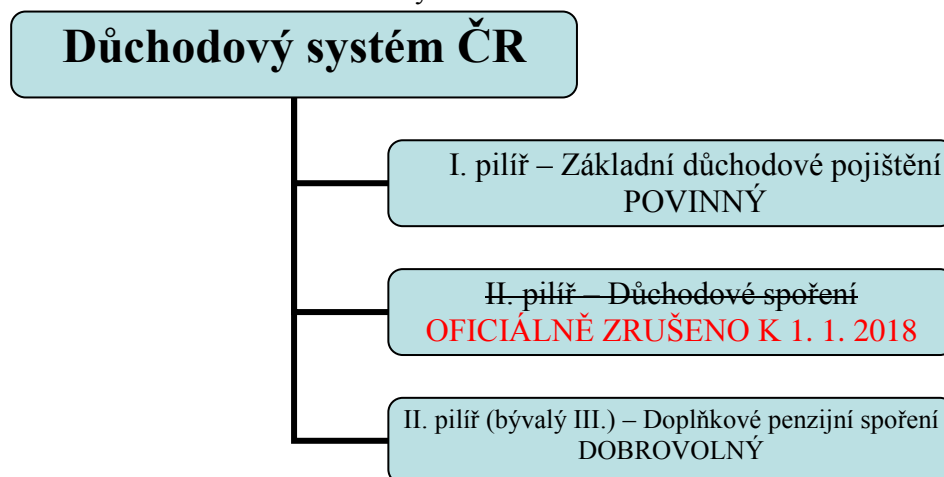 Důchodový systém ČR
I. pilíř – Základní důchodové pojištění
POVINNÝ
II. pilíř – Důchodové spoření
OFICIÁLNĚ ZRUŠENO K 1. 1. 2018
II. pilíř (bývalý III.) – Doplňkové penzijní spoření
DOBROVOLNÝ